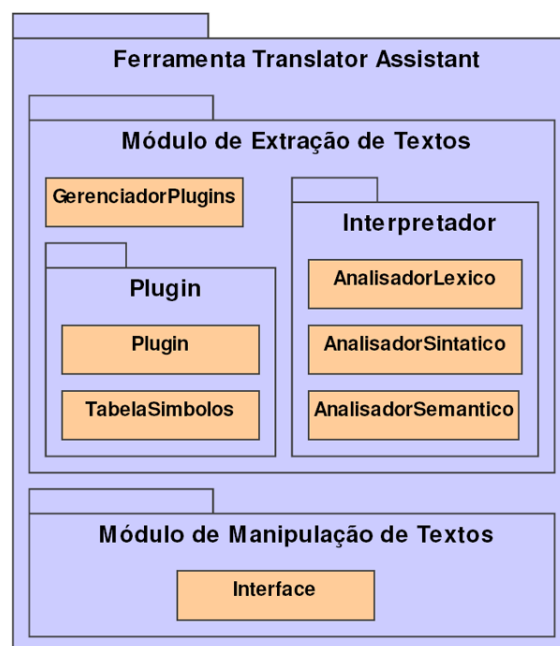 Ferramenta Translator Assistant
Módulo de Extração de Textos
GerenciadorPlugins
Plugin
Plugin
TabelaSimbolos
Interpretador
AnalisadorLexico
AnalisadorSintatico
AnalisadorSemantico
Módulo de Manipulação de Textos
Interface